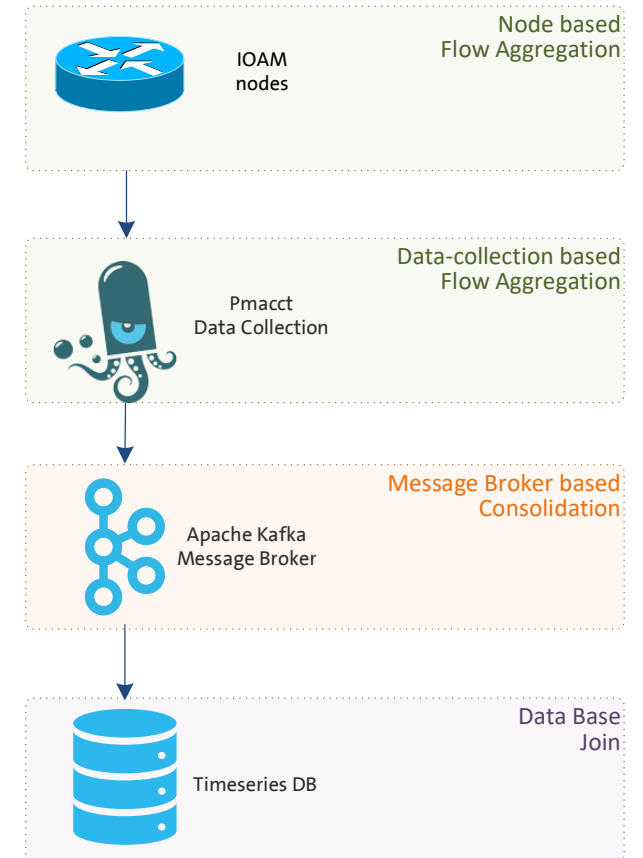 Node based
Flow Aggregation
IOAM
nodes
Data-collection based
Flow Aggregation
Pmacct
Data Collection
Message Broker based
Consolidation
Apache Kafka
Message Broker
Data Base
Join
Timeseries DB